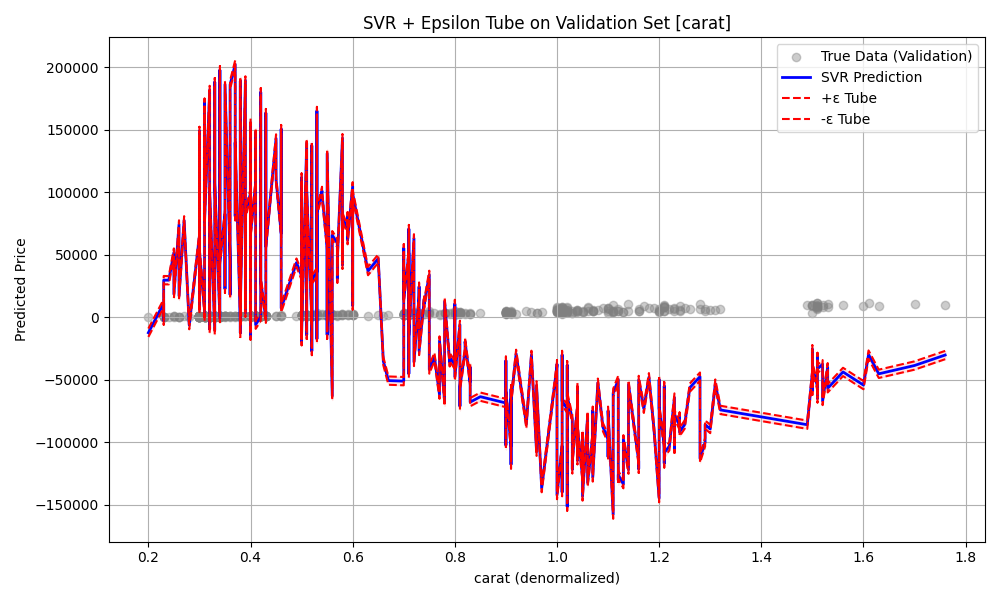 SVR + Epsilon Tube on Validation Set [carat]
True Data (Validation)
SVR Prediction
+ε Tube
-ε Tube
Predicted Price
200000
150000
100000
50000
0
−50000
−100000
−150000
0.2 0.4 0.6 0.8 1.0 1.2 1.4 1.6 1.8
carat (denormalized)